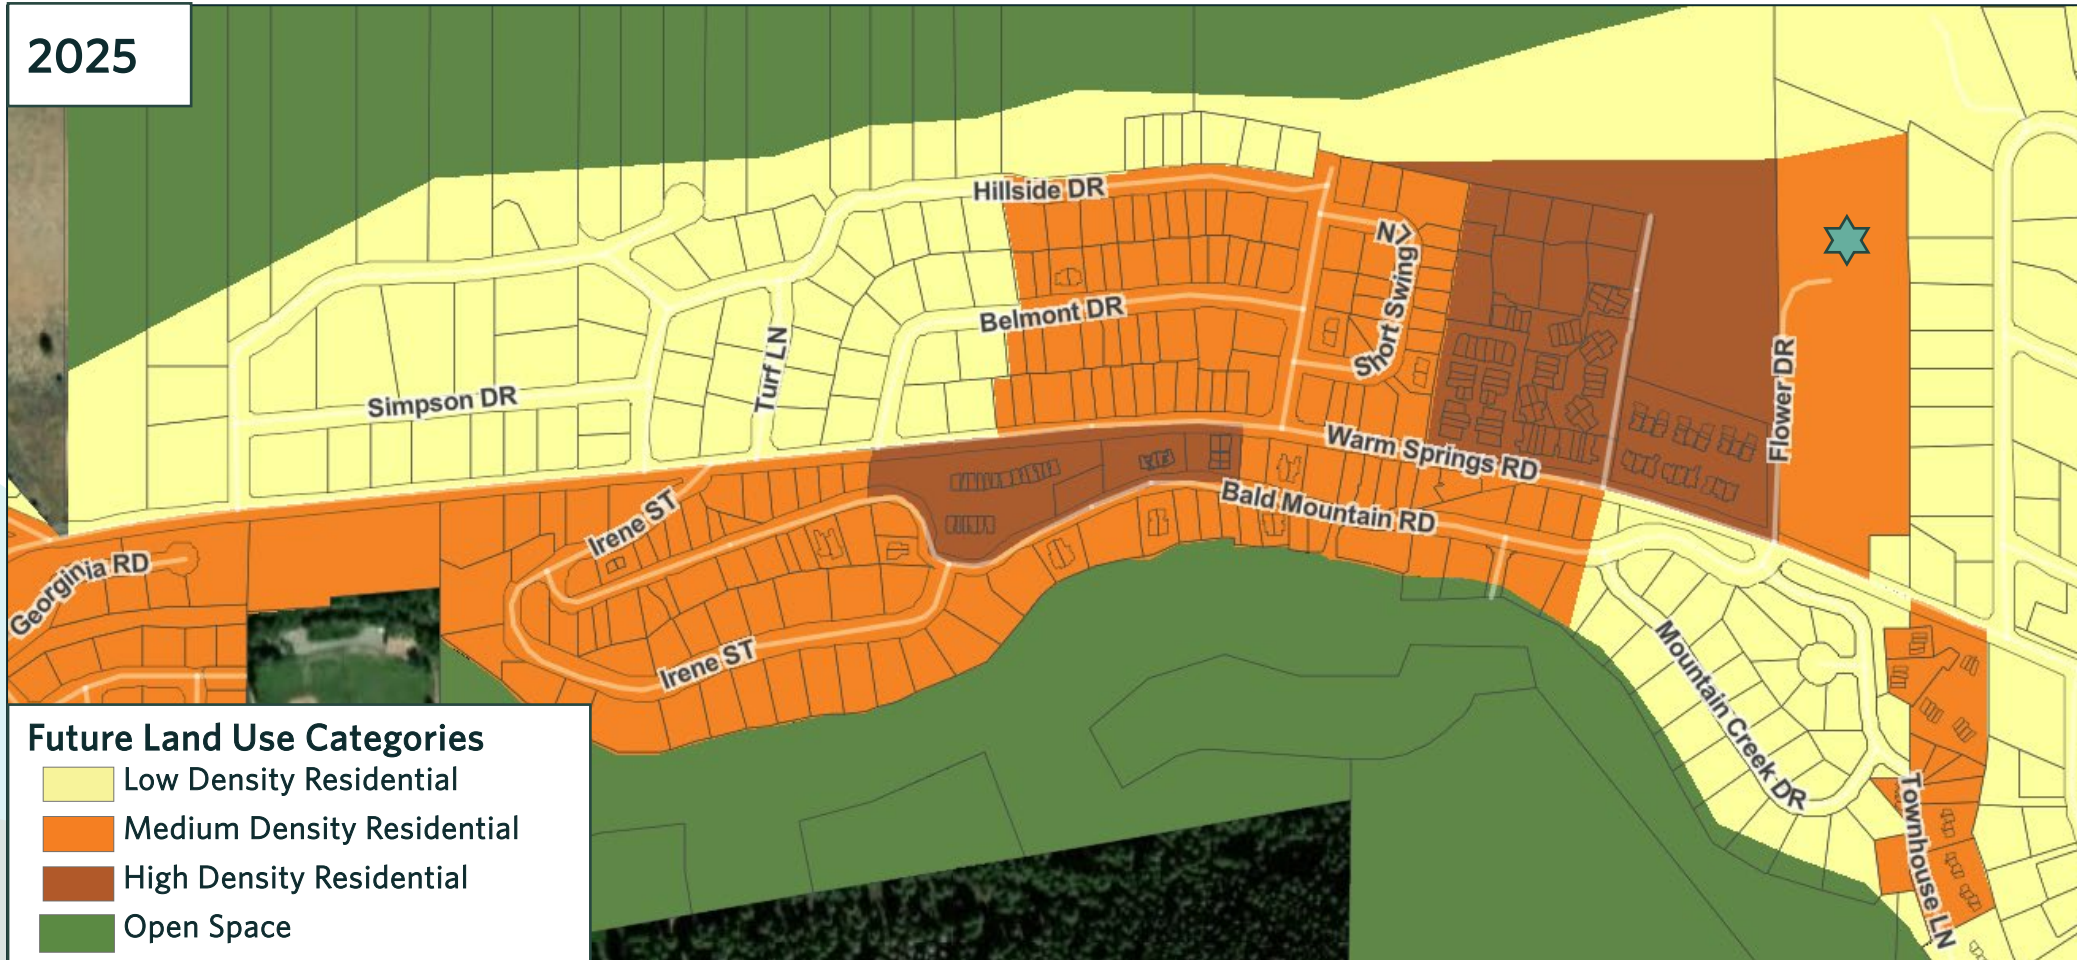 2025
Hillside DR
Short Swing LN
Belmont DR
Turf LN
Simpson DR
Flower DR
Warm Springs RD
Bald Mountain RD
Irene ST
Georginia RD
Irene ST
Mountain Creek DR
Townhouse LN
Future Land Use Categories
Low Density Residential
Medium Density Residential
High Density Residential
Open Space